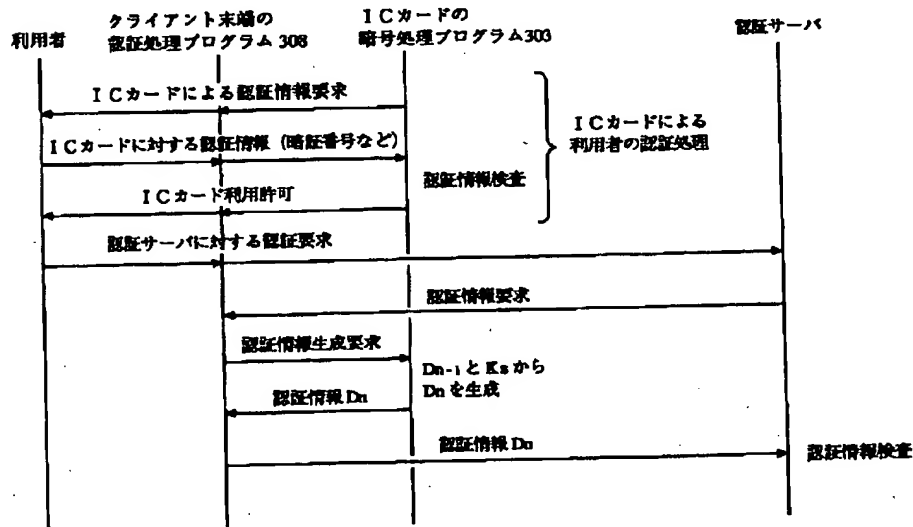 利用者
クライアント末端の
認証処理プログラム 308
ICカードの
暗号処理プログラム303
認証サーバ
ICカードによる認証情報要求
ICカードによる
利用者の認証処理
ICカードに対する認証情報（暗証番号など）
認証情報検査
ICカード利用許可
認証サーバに対する認証要求
認証情報要求
認証情報生成要求
Dn-1とKsから
Dnを生成
認証情報Dn
認証情報Dn
認証情報検査